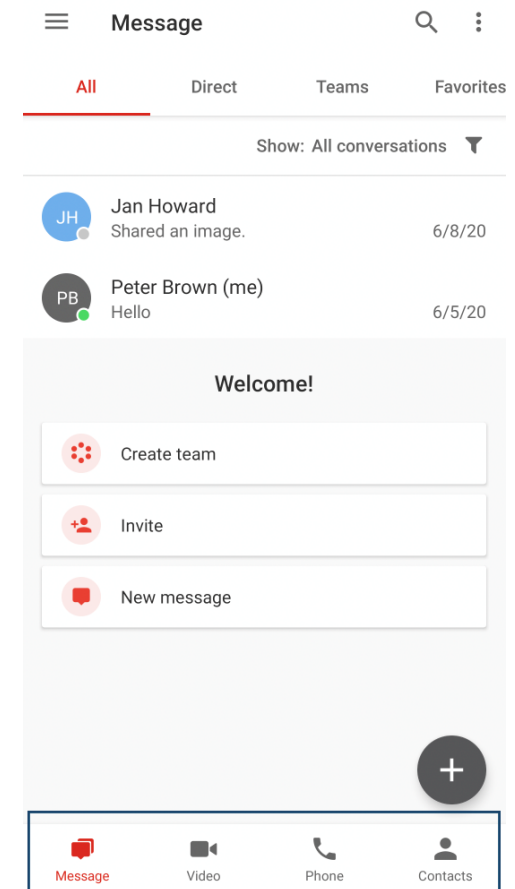 Message
All Direct Teams Favorites
Show: All conversations
JH
Jan Howard
Shared an image. 6/8/20
PB
Peter Brown (me)
Hello 6/5/20
Welcome!
Create team
Invite
New message
Message Video Phone Contacts